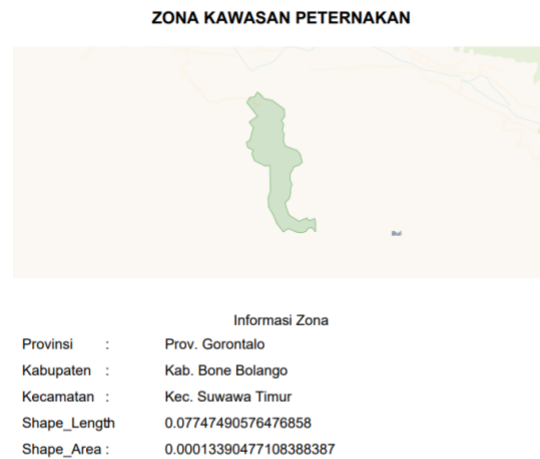 ZONA KAWASAN PETERNAKAN
Informasi Zona
Provinsi : Prov. Gorontalo
Kabupaten : Kab. Bone Bolango
Kecamatan : Kec. Suwawa Timur
Shape_Length 0.07747490576476858
Shape_Area : 0.00013390477108388387